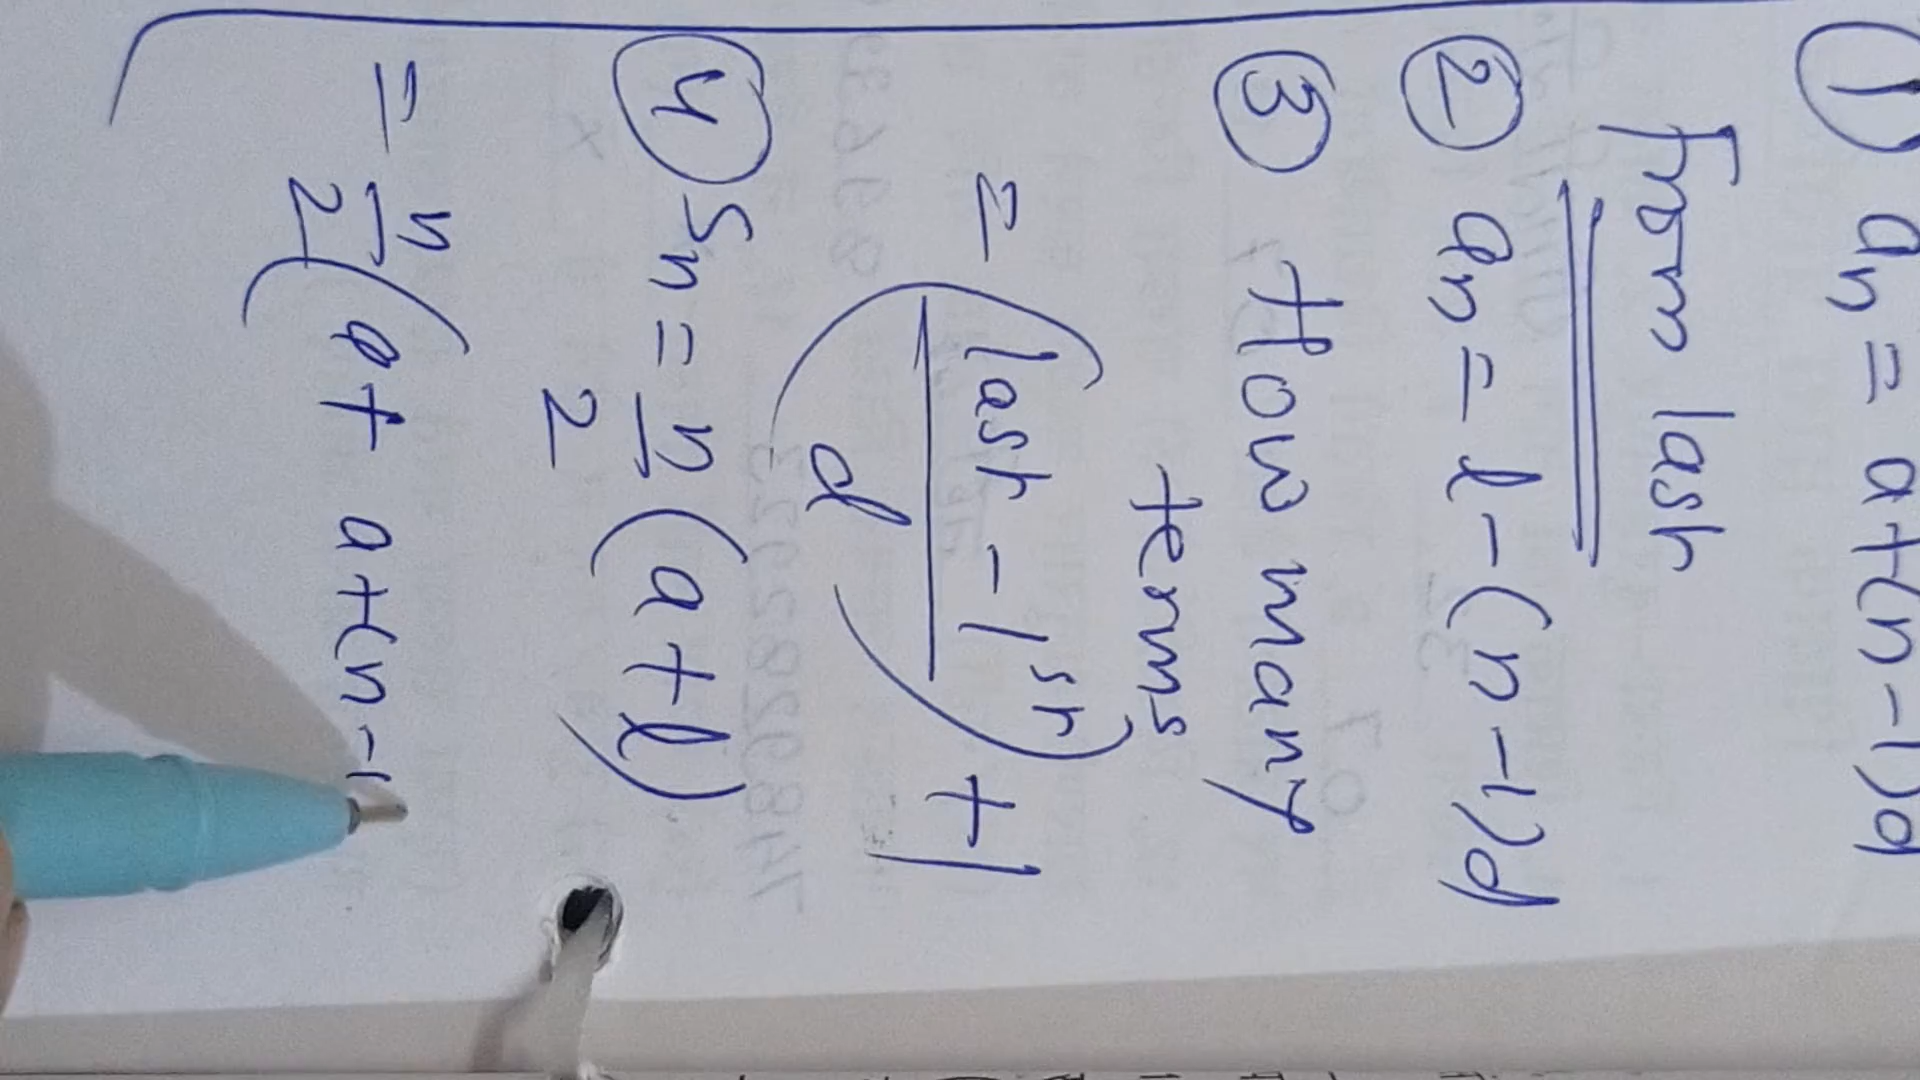 ① an = a+(n-1)d
From last
② an = l-(n-1)d
③ How many
terms
= (last - 1st / d) +1
④ Sn = n/2 (a+l)
= n/2 (a+ a+(n-1